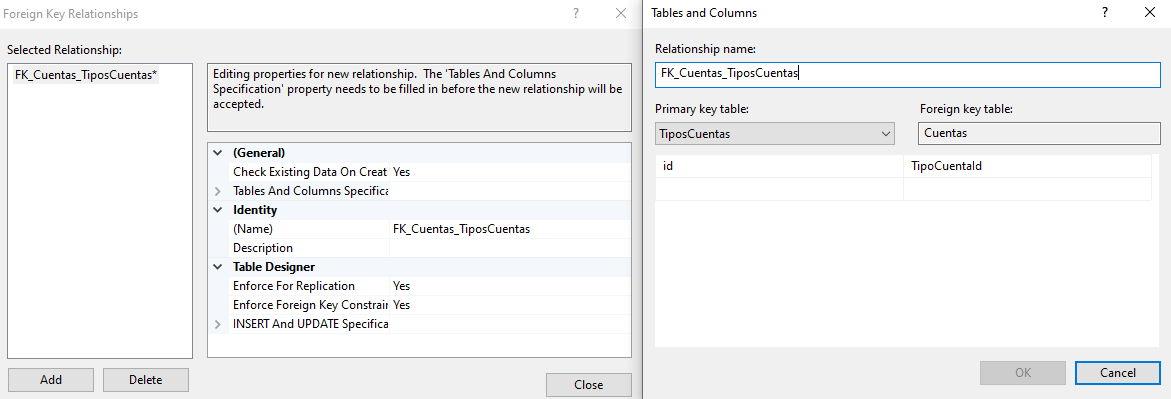 Foreign Key Relationships
?
Selected Relationship:
FK_Cuentas_TiposCuentas*
Editing properties for new relationship. The 'Tables And Columns
Specification' property needs to be filled in before the new relationship will be
accepted.
(General)
Check Existing Data On Creat Yes
Tables And Columns Specifica
Identity
(Name) FK_Cuentas_TiposCuentas
Description
Table Designer
Enforce For Replication Yes
Enforce Foreign Key Constrain Yes
INSERT And UPDATE Specifica
Add Delete
Close
Tables and Columns
?
Relationship name:
FK_Cuentas_TiposCuentas
Primary key table: Foreign key table:
TiposCuentas Cuentas
id TipoCuentaId
OK Cancel